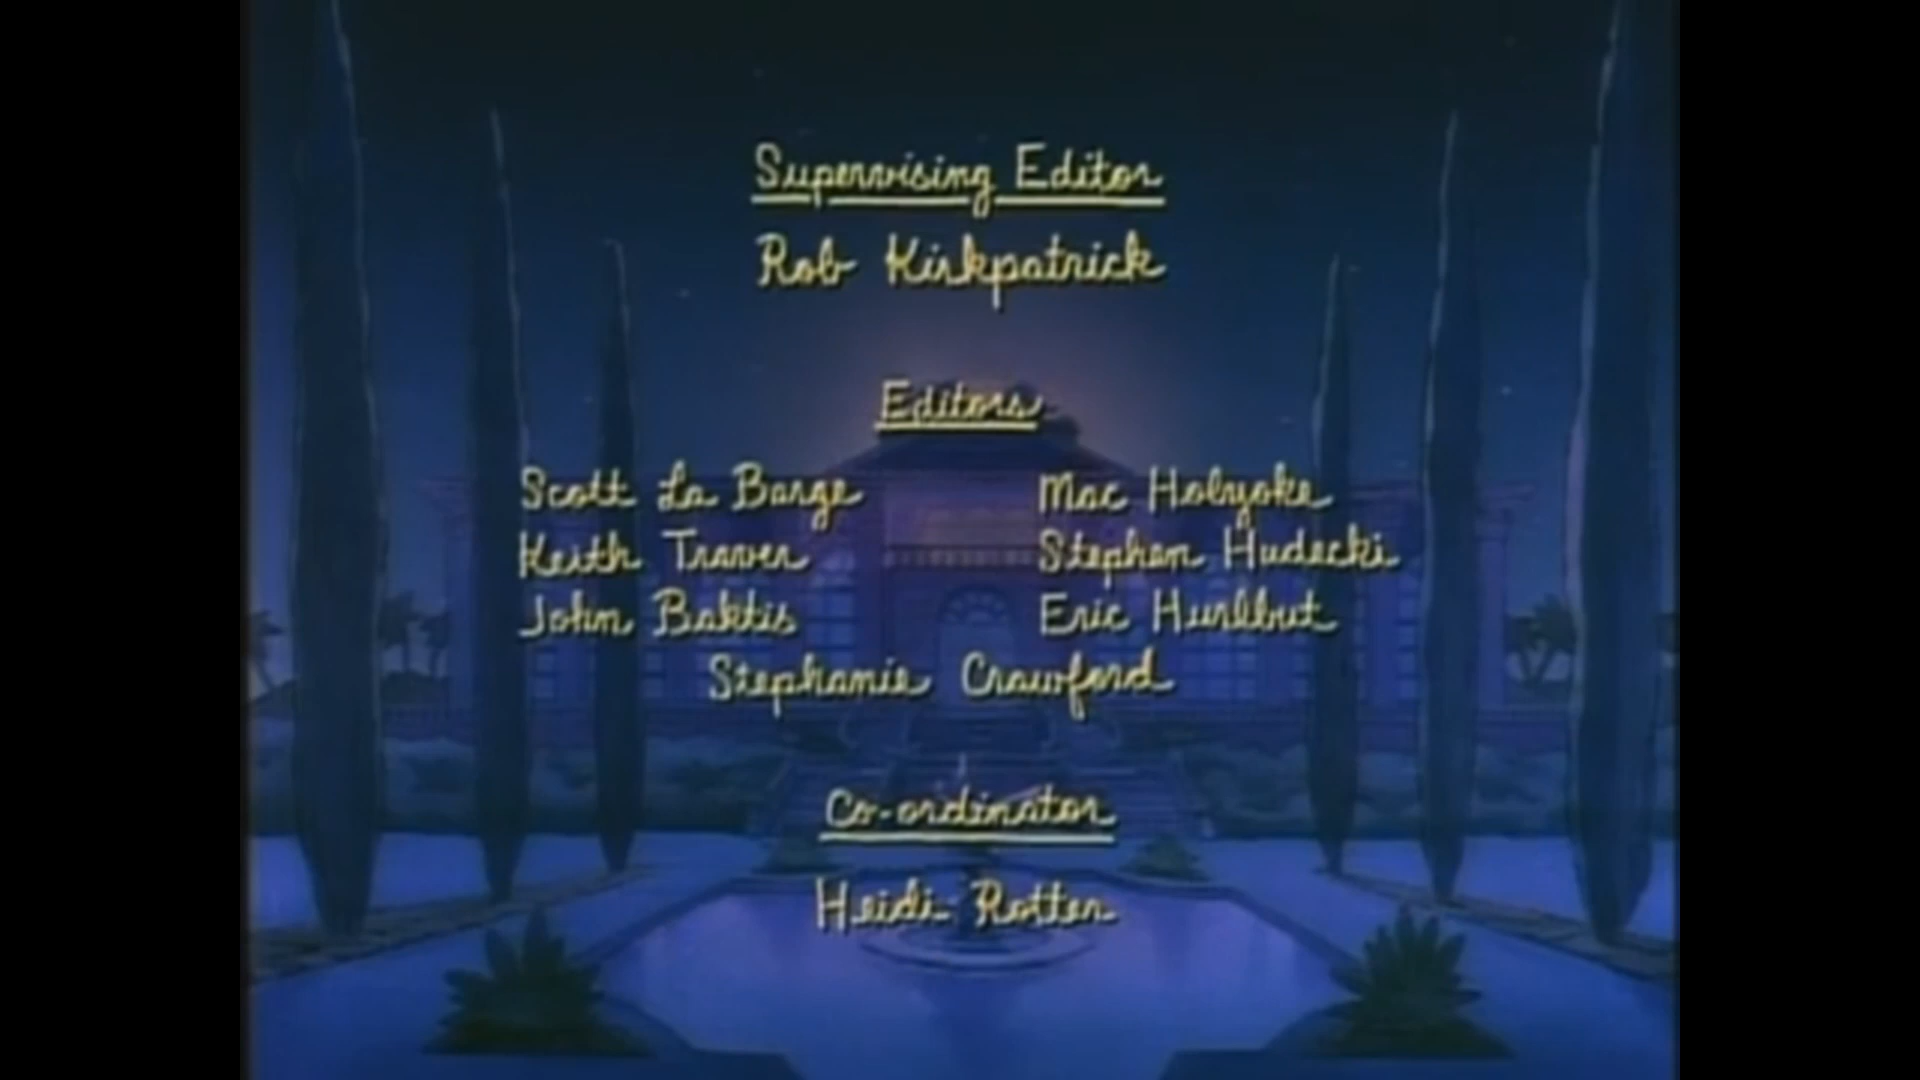 Supervising Editor
Rob Kirkpatrick
Editors
Scott La Barge Mac Holyoke
Keith Traver Stephen Hudecki
John Baktis Eric Hurlbut
Stephanie Crawford
Co-ordinator
Heidi Rotter